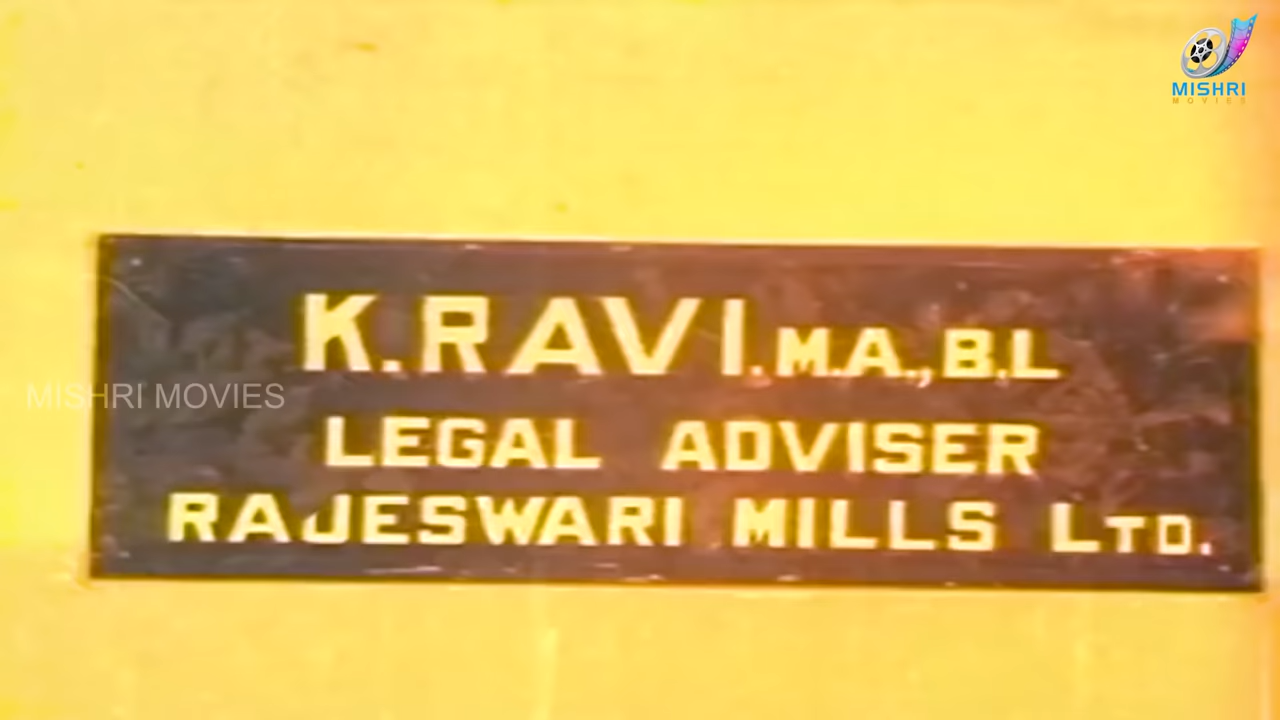 MISHRI
MOVIES
K.RAVI.M.A.,B.L
MISHRI MOVIES
LEGAL ADVISER
RAJESWARI MILLS LTD.